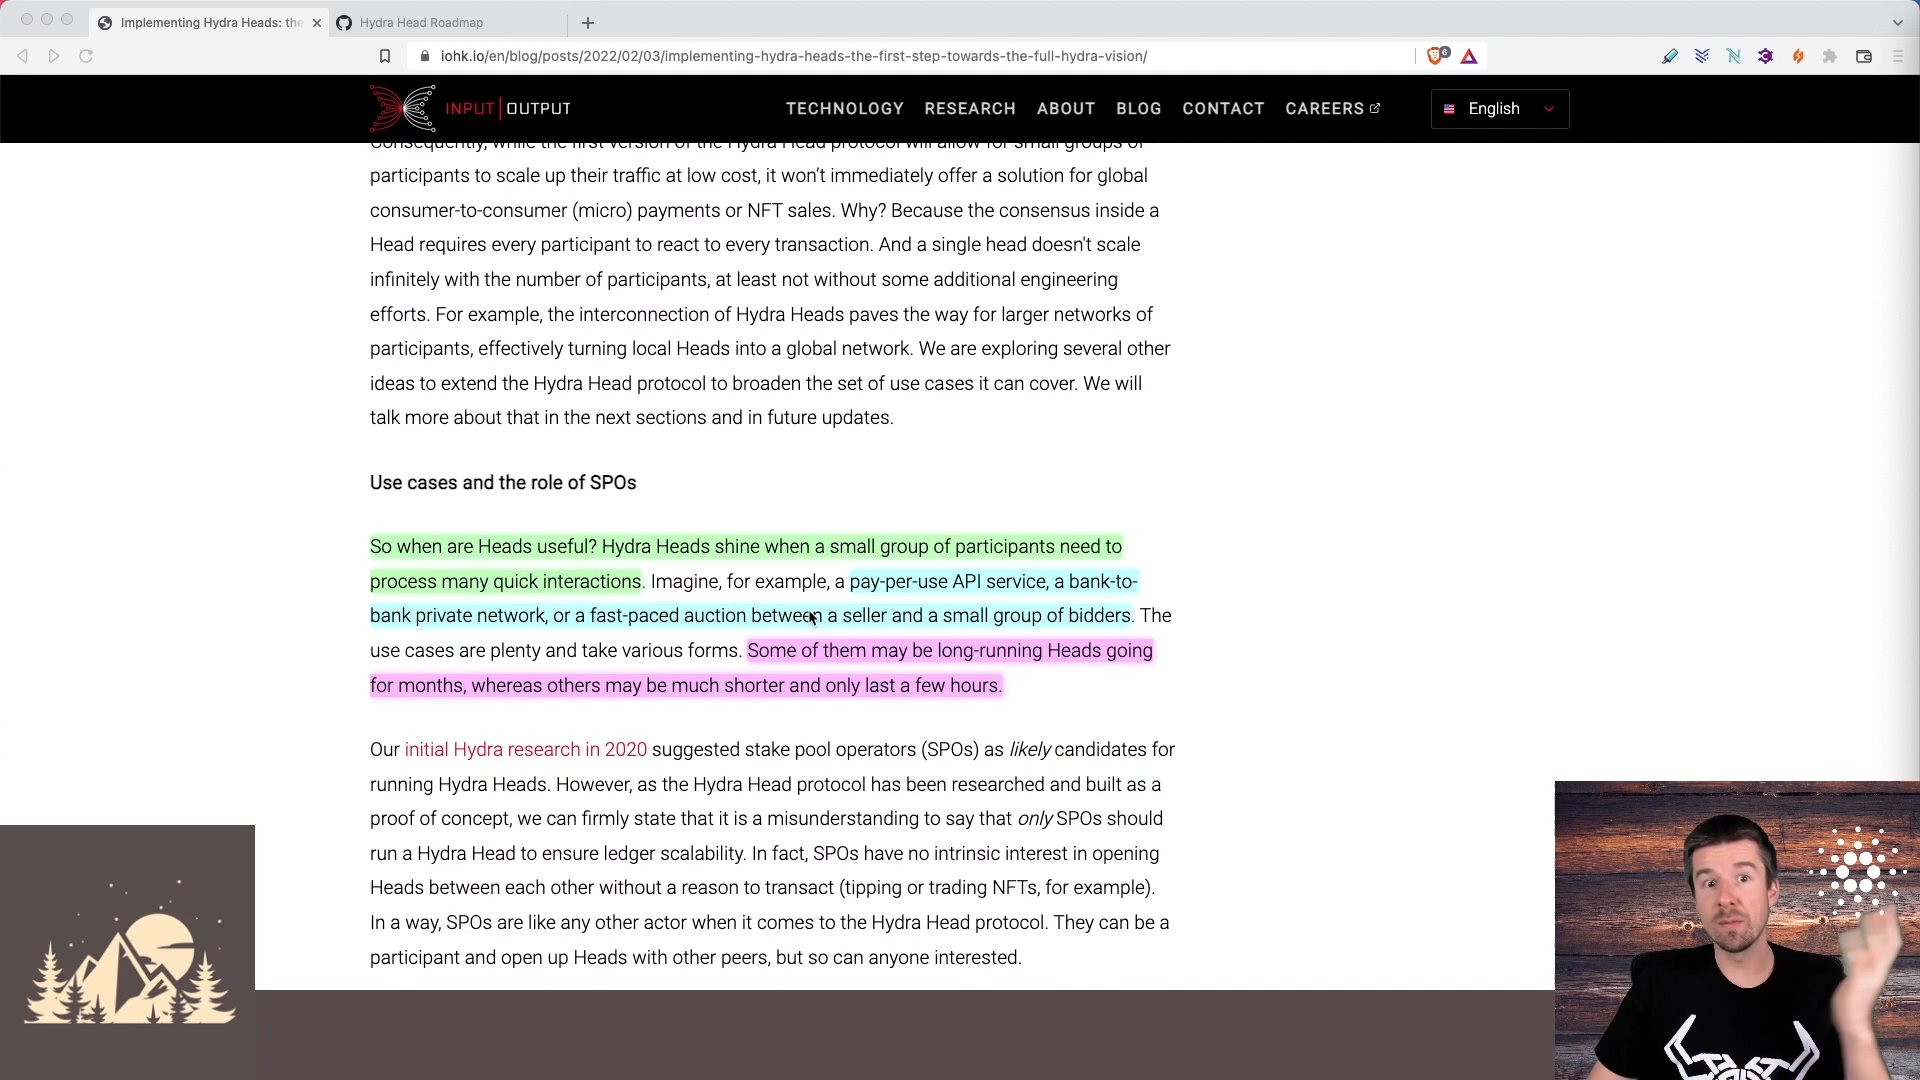 Implementing Hydra Heads: the
Hydra Head Roadmap
iohk.io/en/blog/posts/2022/02/03/implementing-hydra-heads-the-first-step-towards-the-full-hydra-vision/
6
INPUT|OUTPUT
TECHNOLOGY RESEARCH ABOUT BLOG CONTACT CAREERS
English
Consequently, while the first version of the Hydra Head protocol will allow for small groups of
participants to scale up their traffic at low cost, it won’t immediately offer a solution for global
consumer-to-consumer (micro) payments or NFT sales. Why? Because the consensus inside a
Head requires every participant to react to every transaction. And a single head doesn't scale
infinitely with the number of participants, at least not without some additional engineering
efforts. For example, the interconnection of Hydra Heads paves the way for larger networks of
participants, effectively turning local Heads into a global network. We are exploring several other
ideas to extend the Hydra Head protocol to broaden the set of use cases it can cover. We will
talk more about that in the next sections and in future updates.
Use cases and the role of SPOs
So when are Heads useful? Hydra Heads shine when a small group of participants need to
process many quick interactions. Imagine, for example, a pay-per-use API service, a bank-to-
bank private network, or a fast-paced auction between a seller and a small group of bidders. The
use cases are plenty and take various forms. Some of them may be long-running Heads going
for months, whereas others may be much shorter and only last a few hours.
Our initial Hydra research in 2020 suggested stake pool operators (SPOs) as likely candidates for
running Hydra Heads. However, as the Hydra Head protocol has been researched and built as a
proof of concept, we can firmly state that it is a misunderstanding to say that only SPOs should
run a Hydra Head to ensure ledger scalability. In fact, SPOs have no intrinsic interest in opening
Heads between each other without a reason to transact (tipping or trading NFTs, for example).
In a way, SPOs are like any other actor when it comes to the Hydra Head protocol. They can be a
participant and open up Heads with other peers, but so can anyone interested.